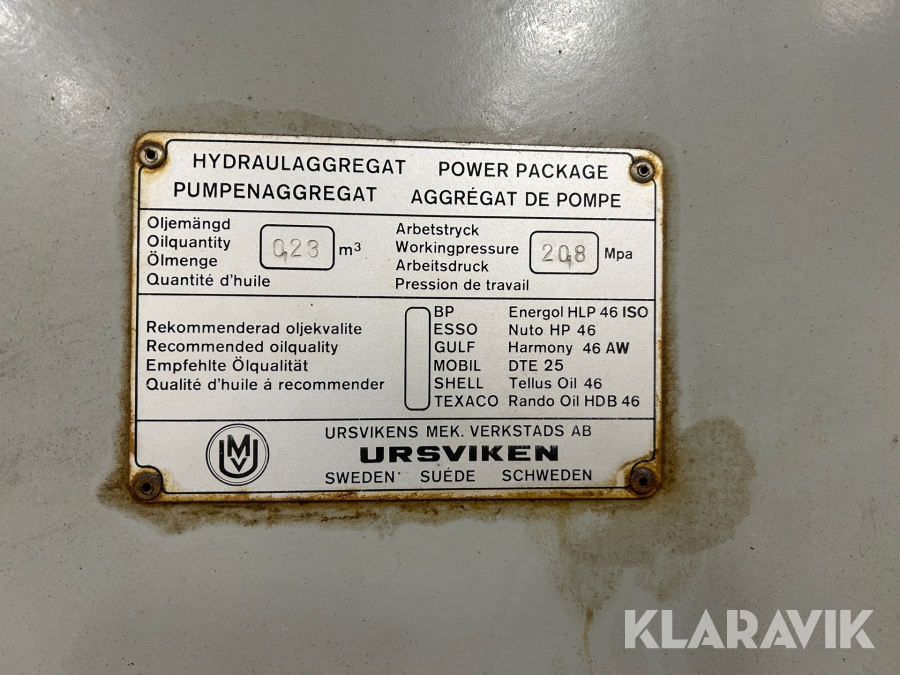 HYDRAULAGGREGAT POWER PACKAGE
PUMPENAGGREGAT AGGRÉGAT DE POMPE
Oljemängd
Oilquantity
Ölmenge
Quantité d'huile
0,23 m³
Arbetstryck
Workingpressure
Arbeitsdruck
Pression de travail
20,8 Mpa
Rekommenderad oljekvalite
Recommended oilquality
Empfehlte Ölqualität
Qualité d'huile á recommender
BP Energol HLP 46 ISO
ESSO Nuto HP 46
GULF Harmony 46 AW
MOBIL DTE 25
SHELL Tellus Oil 46
TEXACO Rando Oil HDB 46
UMV
URSVIKENS MEK. VERKSTADS AB
URSVIKEN
SWEDEN SUÉDE SCHWEDEN
KLARAVIK